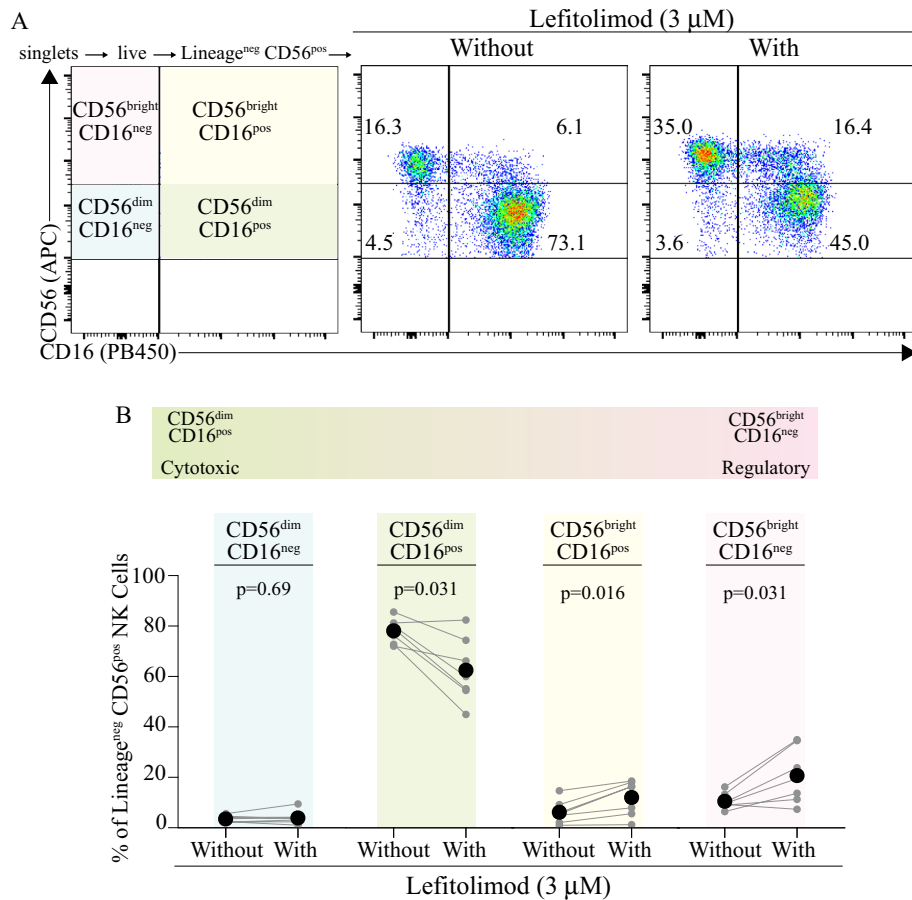 A
Lefitolimod (3 μM)
singlets → live → Lineage^neg CD56^pos →
Without
With
CD56^bright
CD16^neg
CD56^bright
CD16^pos
CD56^dim
CD16^neg
CD56^dim
CD16^pos
16.3
6.1
4.5
73.1
35.0
16.4
3.6
45.0
CD56 (APC)
CD16 (PB450)
B
CD56^dim
CD16^pos
Cytotoxic
CD56^bright
CD16^neg
Regulatory
CD56^dim
CD16^neg
CD56^dim
CD16^pos
CD56^bright
CD16^pos
CD56^bright
CD16^neg
p=0.69
p=0.031
p=0.016
p=0.031
% of Lineage^neg CD56^pos NK Cells
100
80
60
40
20
0
Without With
Without With
Without With
Without With
Lefitolimod (3 μM)